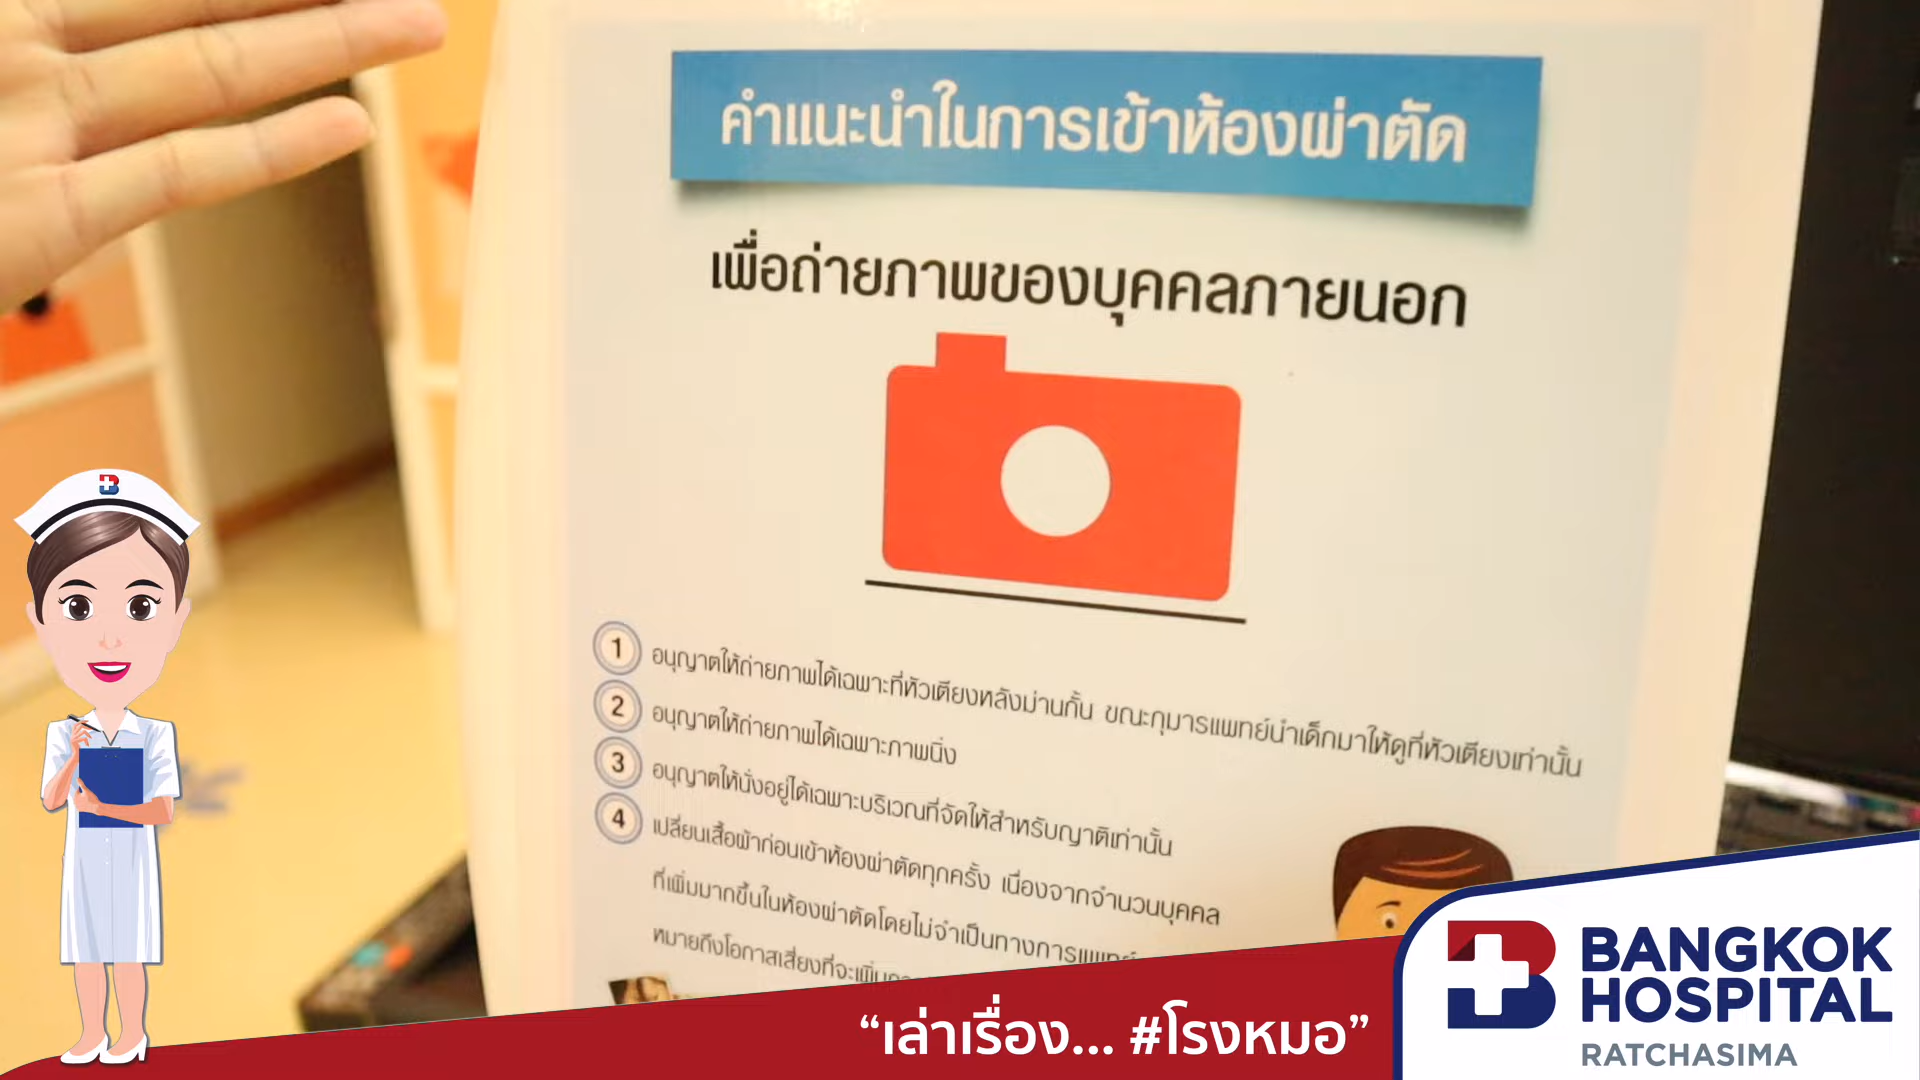 คำแนะนำในการเข้าห้องผ่าตัด
เพื่อถ่ายภาพของบุคคลภายนอก
1 อนุญาตให้ถ่ายภาพได้เฉพาะที่หัวเตียงหลังม่านกั้น ขณะกุมารแพทย์นำเด็กมาให้ดูที่หัวเตียงเท่านั้น
2 อนุญาตให้ถ่ายภาพได้เฉพาะภาพนิ่ง
3 อนุญาตให้นั่งอยู่ได้เฉพาะบริเวณที่จัดให้สำหรับญาติเท่านั้น
4 เปลี่ยนเสื้อผ้าก่อนเข้าห้องผ่าตัดทุกครั้ง เนื่องจากจำนวนบุคคล
ที่เพิ่มมากขึ้นในห้องผ่าตัดโดยไม่จำเป็นทางการแพทย์
หมายถึงโอกาสเสี่ยงที่จะเพิ่ม
“เล่าเรื่อง... #โรงหมอ”
BANGKOK
HOSPITAL
RATCHASIMA